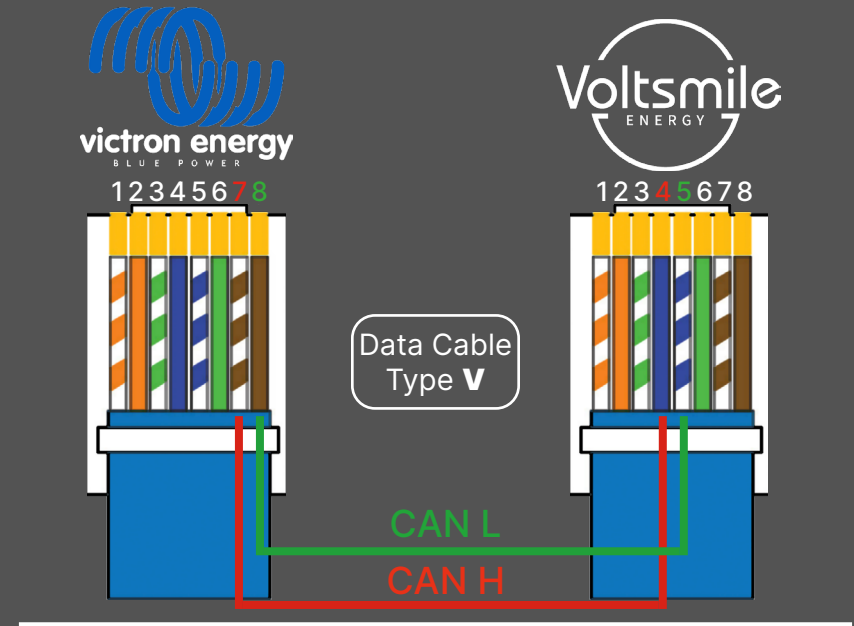 victron energy
BLUE POWER
Voltsmile
ENERGY
12345678
12345678
Data Cable
Type V
CAN L
CAN H